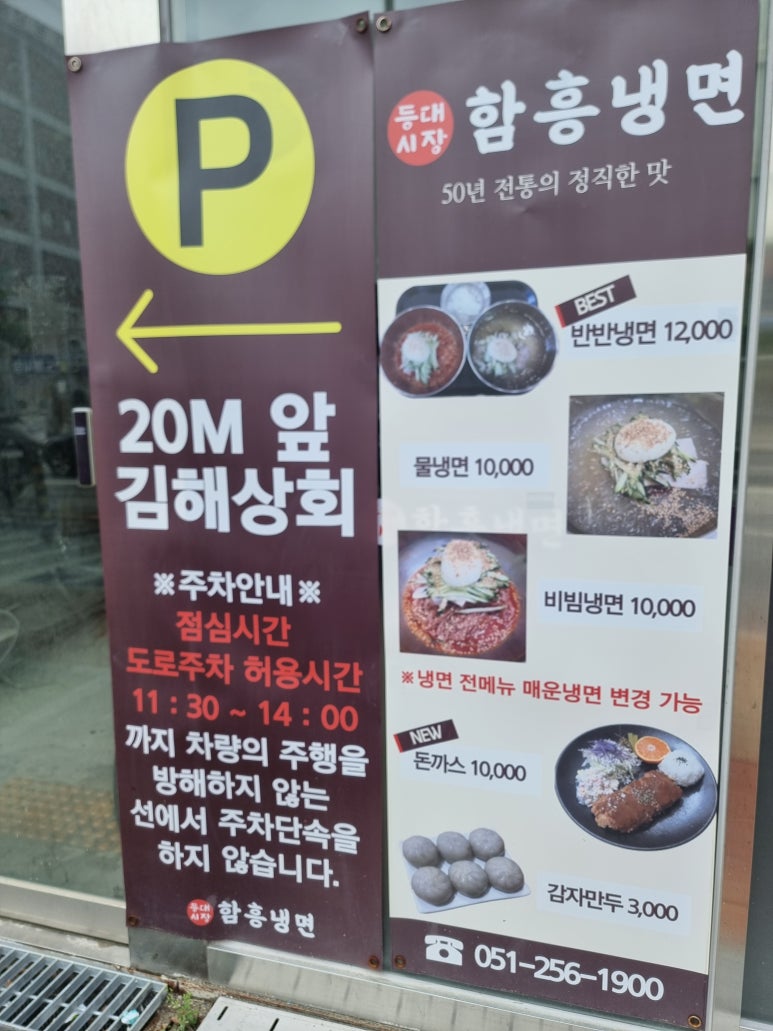 P
20M 앞
김해상회
※주차안내※
점심시간
도로주차 허용시간
11 : 30 ~ 14 : 00
까지 차량의 주행을
방해하지 않는
선에서 주차단속을
하지 않습니다.
등대
시장
함흥냉면
등대
시장
함흥냉면
50년 전통의 정직한 맛
BEST
반반냉면 12,000
물냉면 10,000
함흥냉면
비빔냉면 10,000
※냉면 전메뉴 매운냉면 변경 가능
NEW
돈까스 10,000
감자만두 3,000
☎ 051-256-1900